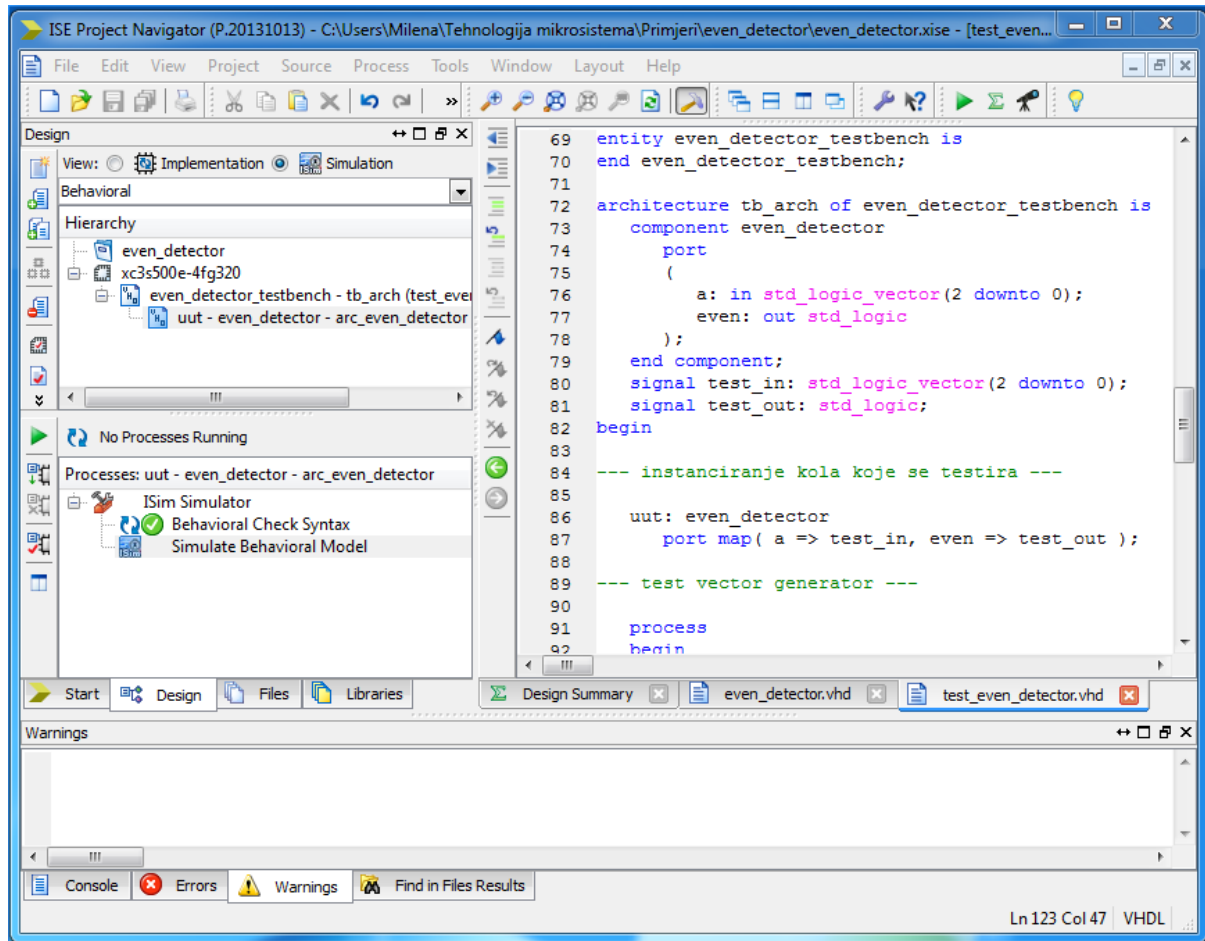 ISE Project Navigator (P.20131013) - C:\Users\Milena\Tehnologija mikrosistema\Primjeri\even_detector\even_detector.xise - [test_even...
File Edit View Project Source Process Tools Window Layout Help
Design
View: Implementation Simulation
Behavioral
Hierarchy
even_detector
xc3s500e-4fg320
even_detector_testbench - tb_arch (test_ever
uut - even_detector - arc_even_detector
No Processes Running
Processes: uut - even_detector - arc_even_detector
ISim Simulator
Behavioral Check Syntax
Simulate Behavioral Model
69 entity even_detector_testbench is
70 end even_detector_testbench;
71
72 architecture tb_arch of even_detector_testbench is
73 component even_detector
74 port
75 (
76 a: in std_logic_vector(2 downto 0);
77 even: out std_logic
78 );
79 end component;
80 signal test_in: std_logic_vector(2 downto 0);
81 signal test_out: std_logic;
82 begin
83
84 --- instanciranje kola koje se testira ---
85
86 uut: even_detector
87 port map( a => test_in, even => test_out );
88
89 --- test vector generator ---
90
91 process
92 begin
Start Design Files Libraries
Design Summary even_detector.vhd test_even_detector.vhd
Warnings
Console Errors Warnings Find in Files Results
Ln 123 Col 47 VHDL